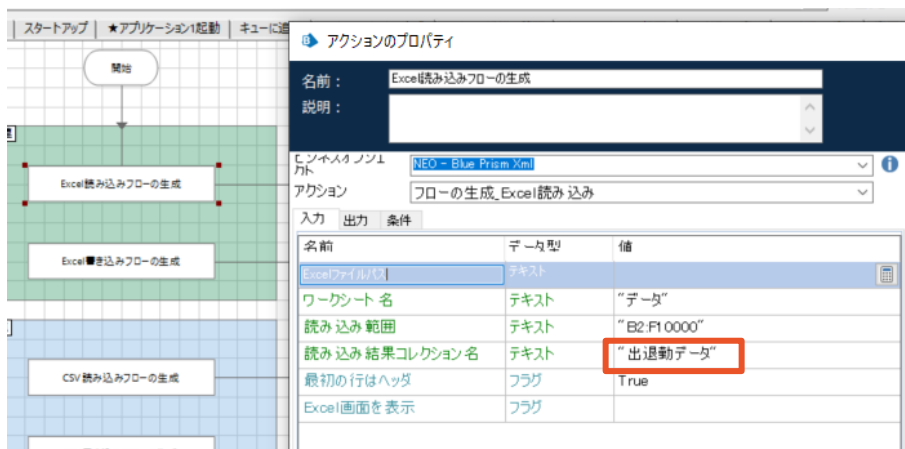 スタートアップ ★アプリケーション1起動 キューに追
開始
Excel読み込みフローの生成
Excel■き込みフローの生成
CSV読み込みフローの生成
アクションのプロパティ
名前：
Excel読み込みフローの生成
説明：
NEO - Blue Prism Xml
アクション
フローの生成_Excel読み込み
入力 出力 条件
名前 データ型 値
Excelファイルパス テキスト
ワークシート名 テキスト "データ"
読み込み範囲 テキスト "B2:F10000"
読み込み結果コレクション名 テキスト "出退勤データ"
最初の行はヘッダ フラグ True
Excel画面を表示 フラグ